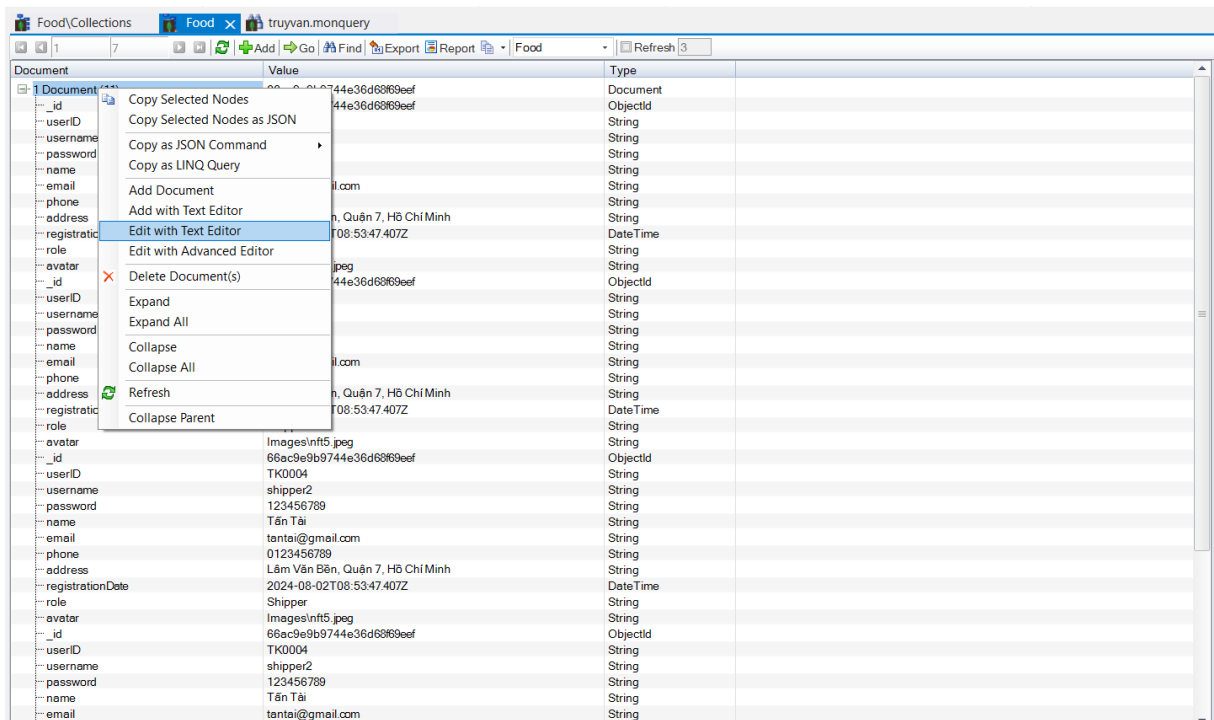 Food\Collections Food truyvan.monquery
1 7 Add Go Find Export Report Food Refresh 3
Document Value Type
1 Document (11) 744e36d68f69eef Document
_id 44e36d68f69eef ObjectId
userID String
username String
password String
name String
email il.com String
phone String
address n, Quận 7, Hồ Chí Minh String
registratic T08:53:47.407Z DateTime
role String
avatar jpeg String
_id 44e36d68f69eef ObjectId
userID String
username String
password String
name String
email il.com String
phone String
address n, Quận 7, Hồ Chí Minh String
registratic T08:53:47.407Z DateTime
role String
avatar Images\nft5.jpeg String
_id 66ac9e9b9744e36d68f69eef ObjectId
userID TK0004 String
username shipper2 String
password 123456789 String
name Tấn Tài String
email tantai@gmail.com String
phone 0123456789 String
address Lâm Văn Bền, Quận 7, Hồ Chí Minh String
registrationDate 2024-08-02T08:53:47.407Z DateTime
role Shipper String
avatar Images\nft5.jpeg String
_id 66ac9e9b9744e36d68f69eef ObjectId
userID TK0004 String
username shipper2 String
password 123456789 String
name Tấn Tài String
email tantai@gmail.com String
Copy Selected Nodes
Copy Selected Nodes as JSON
Copy as JSON Command
Copy as LINQ Query
Add Document
Add with Text Editor
Edit with Text Editor
Edit with Advanced Editor
Delete Document(s)
Expand
Expand All
Collapse
Collapse All
Refresh
Collapse Parent